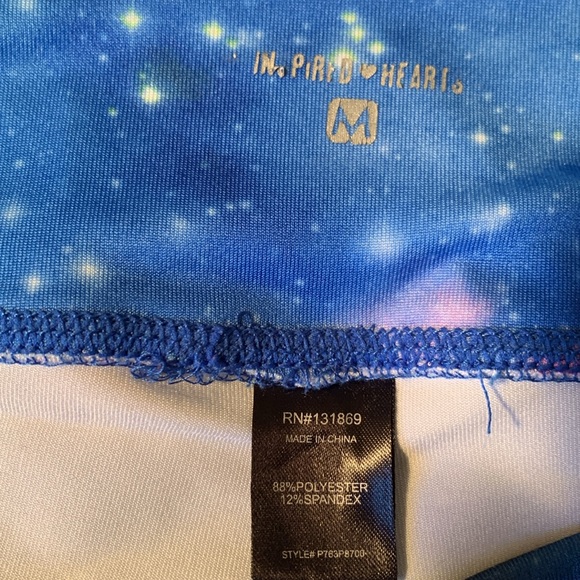 INSPIRED ♥ HEARTS
M
RN#131869
MADE IN CHINA
88%POLYESTER
12%SPANDEX
STYLE# P763P8700